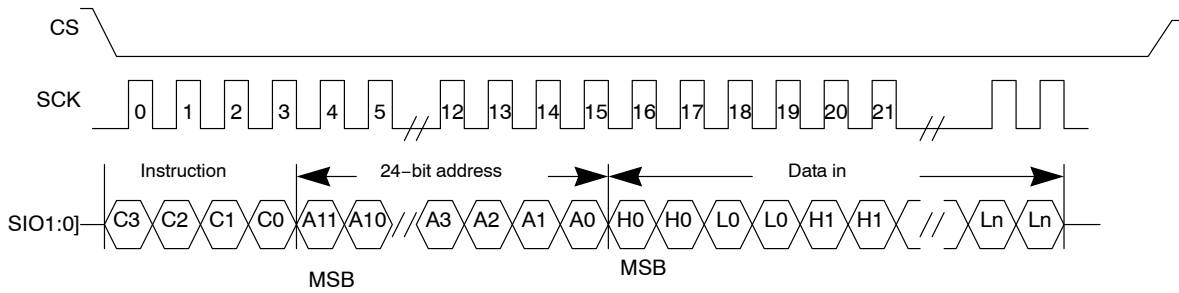 CS
SCK
0 1 2 3 4 5 12 13 14 15 16 17 18 19 20 21
Instruction 24−bit address Data in
SIO1:0] C3 C2 C1 C0 A11 A10 A3 A2 A1 A0 H0 H0 L0 L0 H1 H1 Ln Ln
MSB MSB